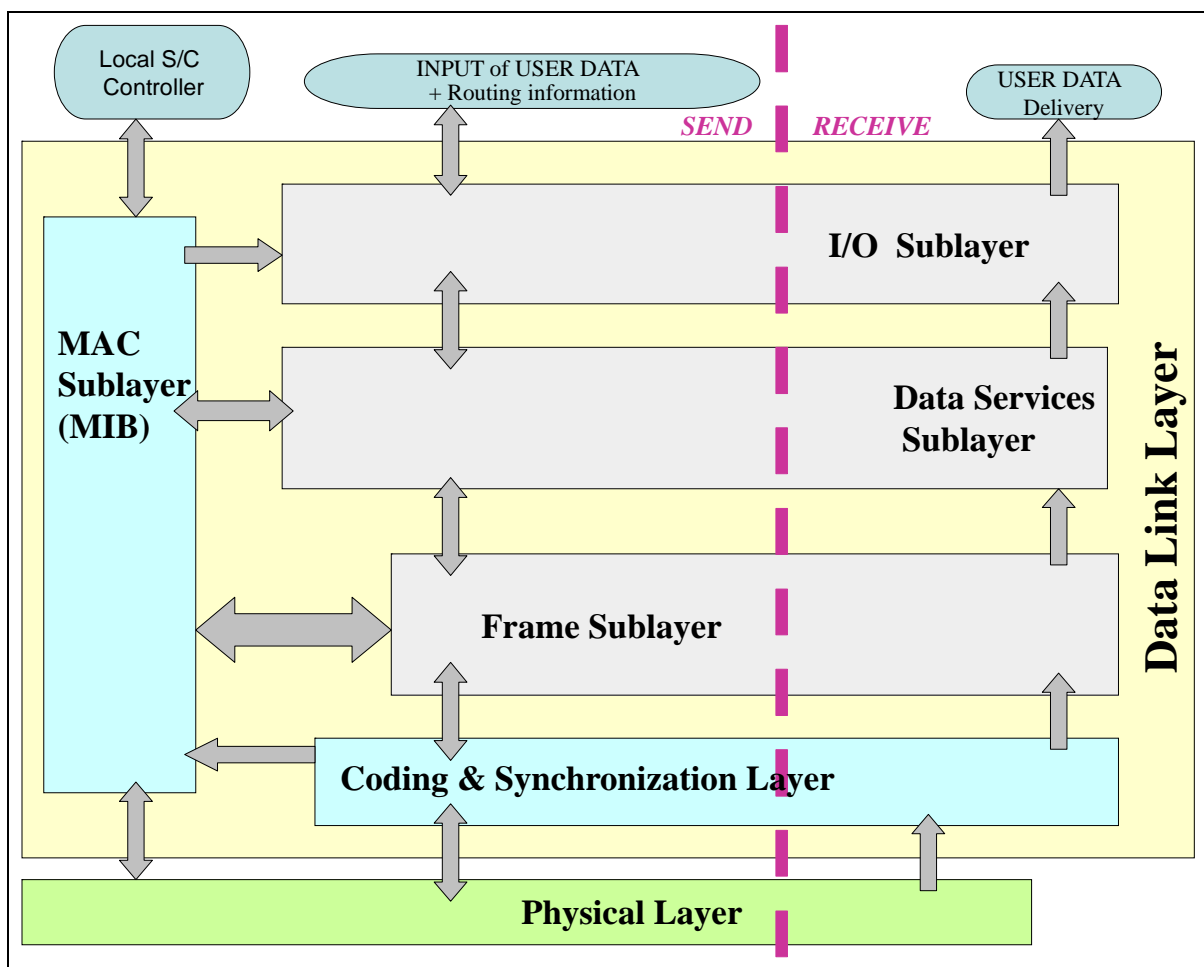 Local S/C
Controller
INPUT of USER DATA
+ Routing information
USER DATA
Delivery
SEND
RECEIVE
I/O Sublayer
MAC
Sublayer
(MIB)
Data Services
Sublayer
Data Link Layer
Frame Sublayer
Coding & Synchronization Layer
Physical Layer